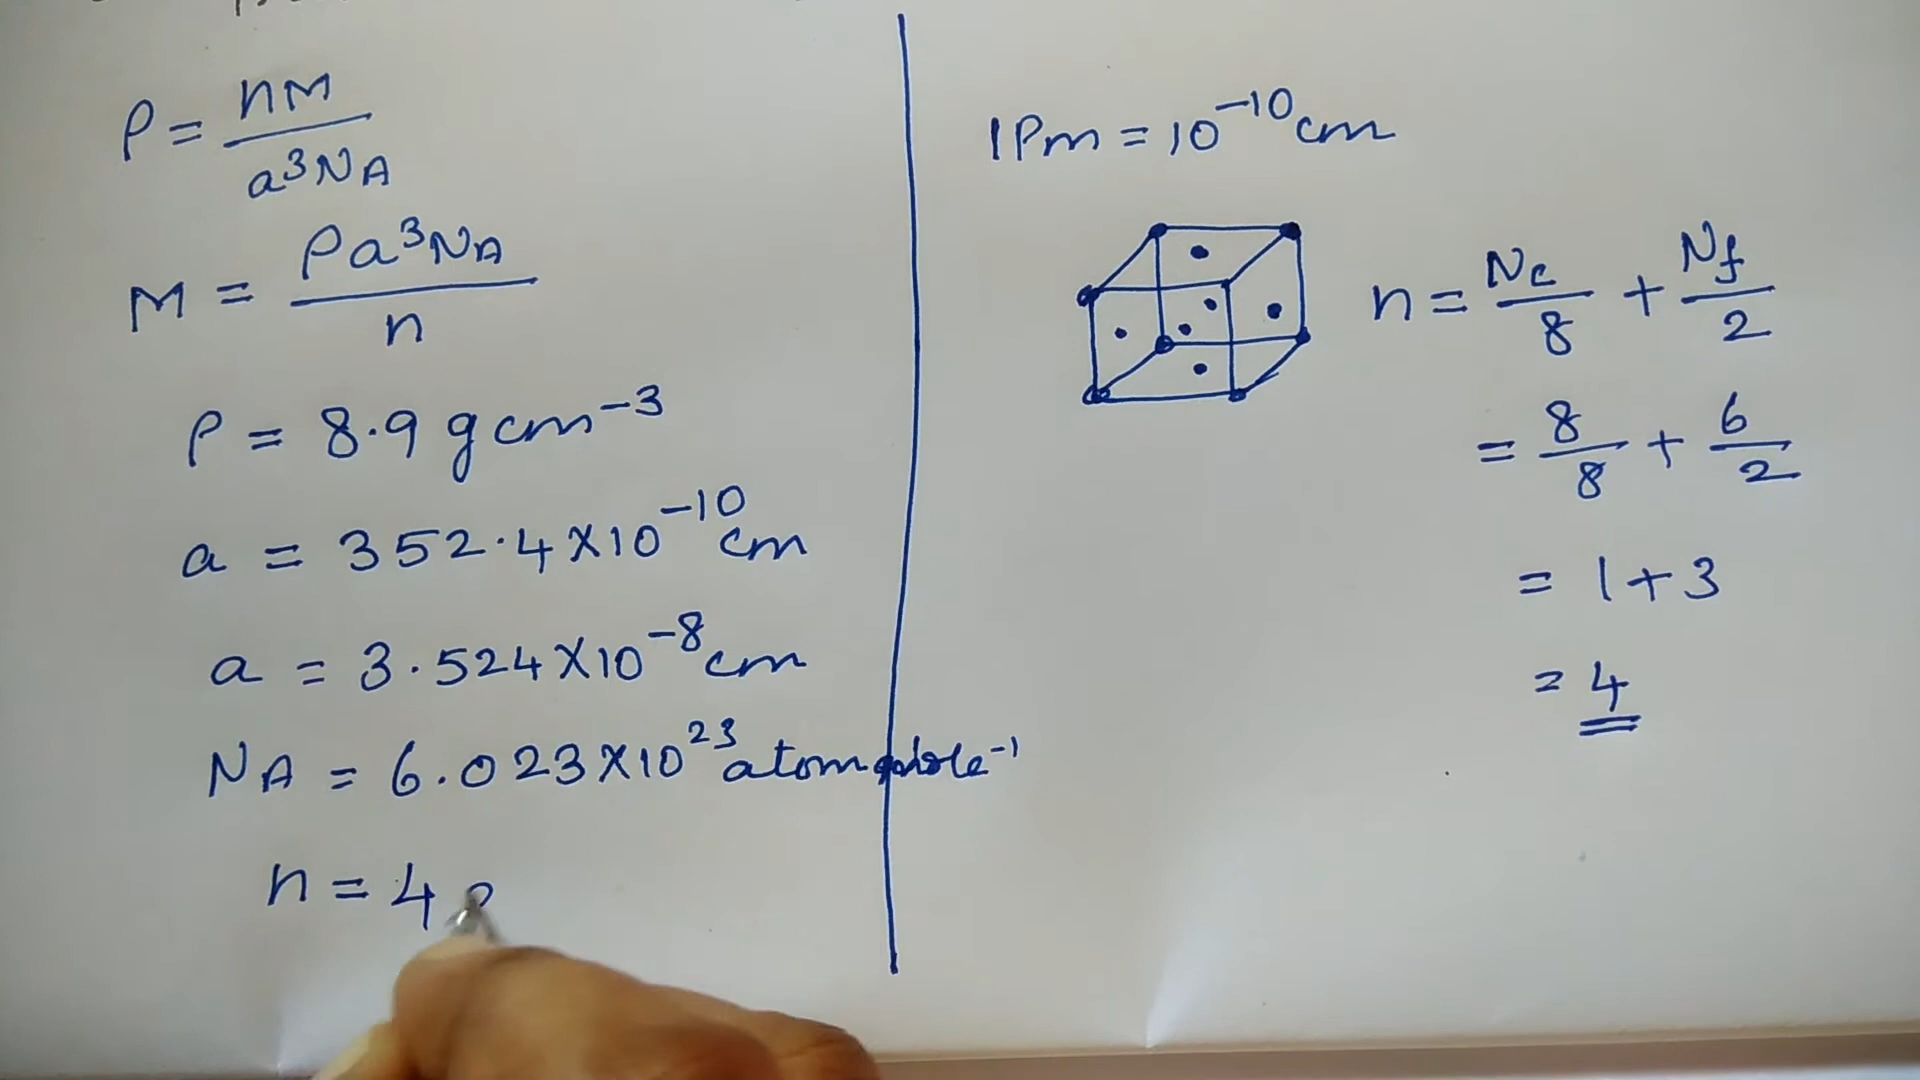 ρ = nM / a³NA
M = ρa³NA / n
ρ = 8.9 g cm⁻³
a = 352.4×10⁻¹⁰ cm
a = 3.524×10⁻⁸ cm
NA = 6.023×10²³ atom mole⁻¹
n = 4
1Pm = 10⁻¹⁰ cm
n = Nc/8 + Nf/2
= 8/8 + 6/2
= 1+3
= 4